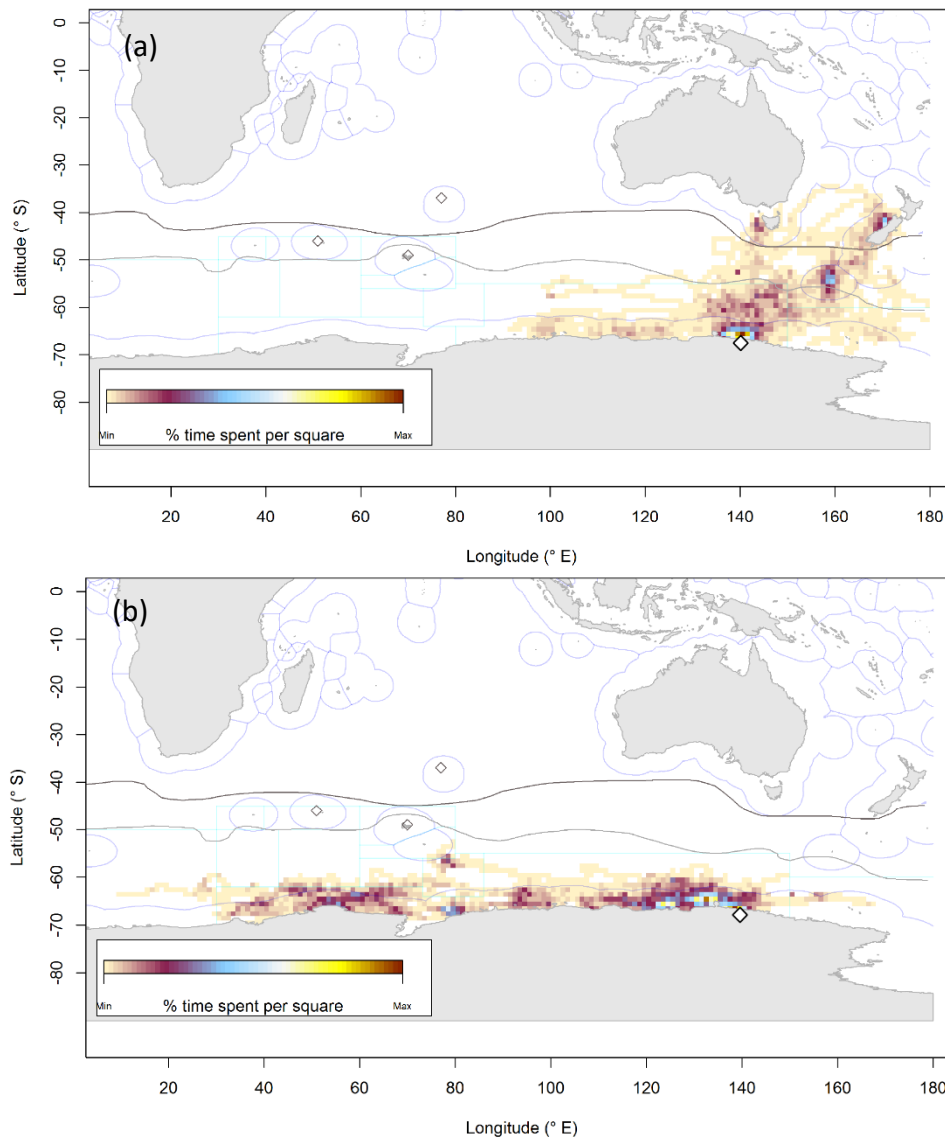 (a)
0
-10
-20
-30
-40
-50
-60
-70
-80
Latitude (° S)
Min Max
% time spent per square
20 40 60 80 100 120 140 160 180
Longitude (° E)
(b)
0
-10
-20
-30
-40
-50
-60
-70
-80
Latitude (° S)
Min Max
% time spent per square
20 40 60 80 100 120 140 160 180
Longitude (° E)